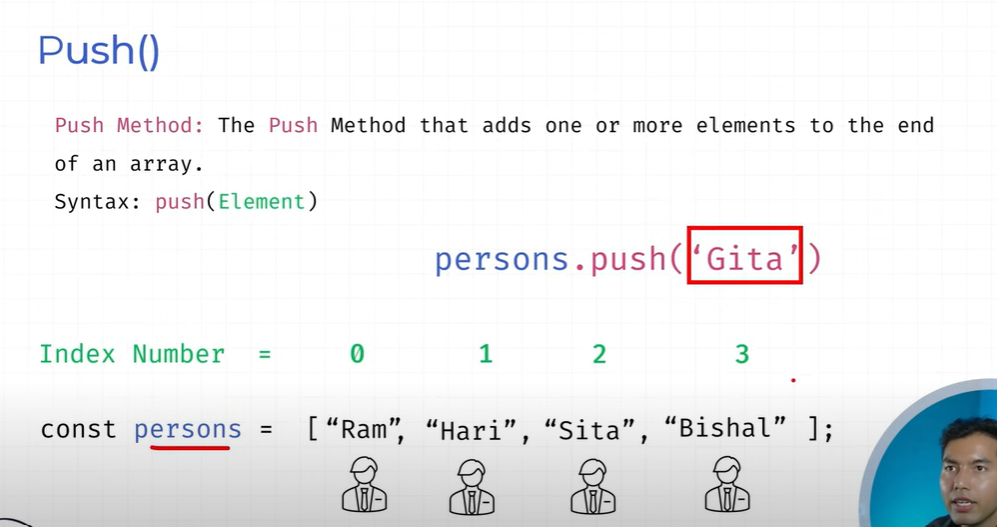 Push()
Push Method: The Push Method that adds one or more elements to the end
of an array.
Syntax: push(Element)
persons.push(‘Gita’)
Index Number = 0 1 2 3
const persons = [“Ram”, “Hari”, “Sita”, “Bishal” ];